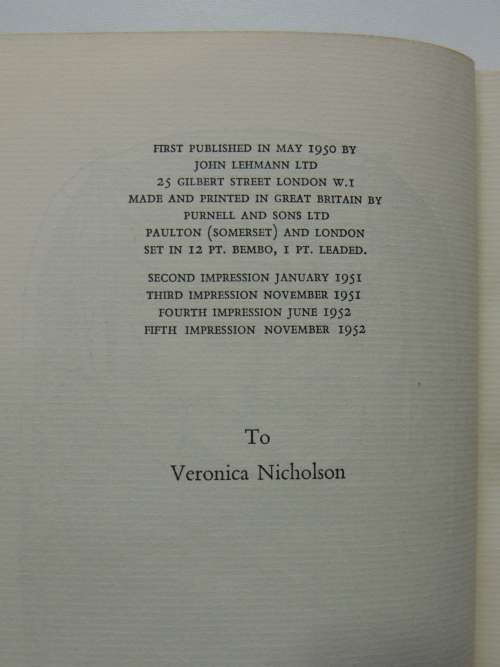 FIRST PUBLISHED IN MAY 1950 BY
JOHN LEHMANN LTD
25 GILBERT STREET LONDON W.1
MADE AND PRINTED IN GREAT BRITAIN BY
PURNELL AND SONS LTD
PAULTON (SOMERSET) AND LONDON
SET IN 12 PT. BEMBO, 1 PT. LEADED.
SECOND IMPRESSION JANUARY 1951
THIRD IMPRESSION NOVEMBER 1951
FOURTH IMPRESSION JUNE 1952
FIFTH IMPRESSION NOVEMBER 1952
To
Veronica Nicholson